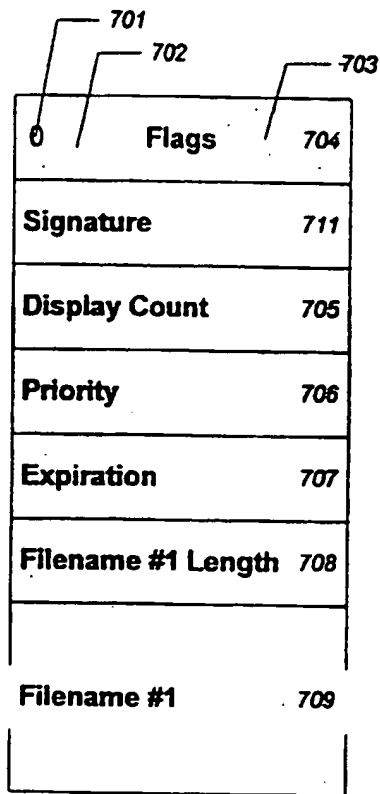 701
702
703
0 Flags 704
Signature 711
Display Count 705
Priority 706
Expiration 707
Filename #1 Length 708
Filename #1 709